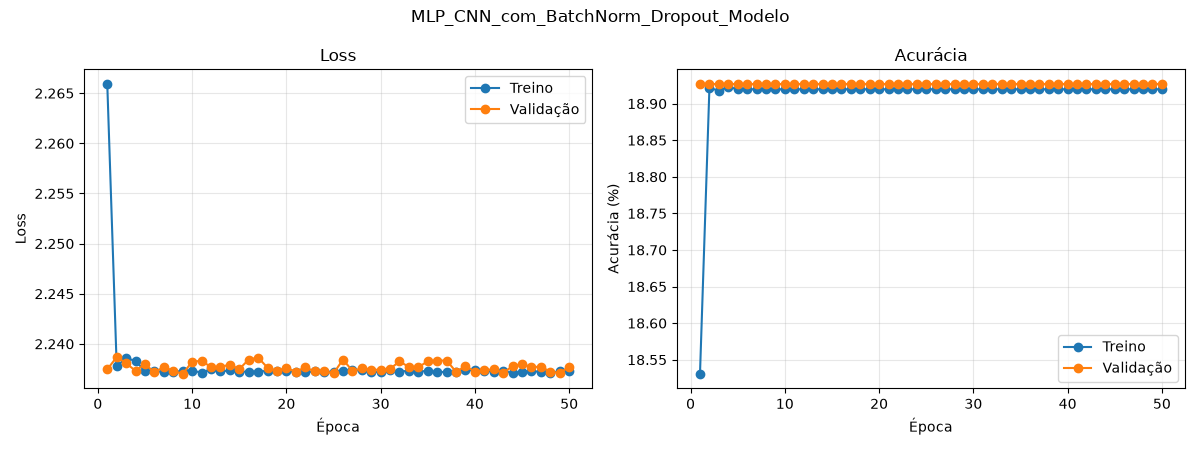 MLP_CNN_com_BatchNorm_Dropout_Modelo
Loss
2.265
2.260
2.255
2.250
2.245
2.240
0
10
20
30
40
50
Loss
Época
Treino
Validação
Acurácia
18.90
18.85
18.80
18.75
18.70
18.65
18.60
18.55
0
10
20
30
40
50
Acurácia (%)
Época
Treino
Validação